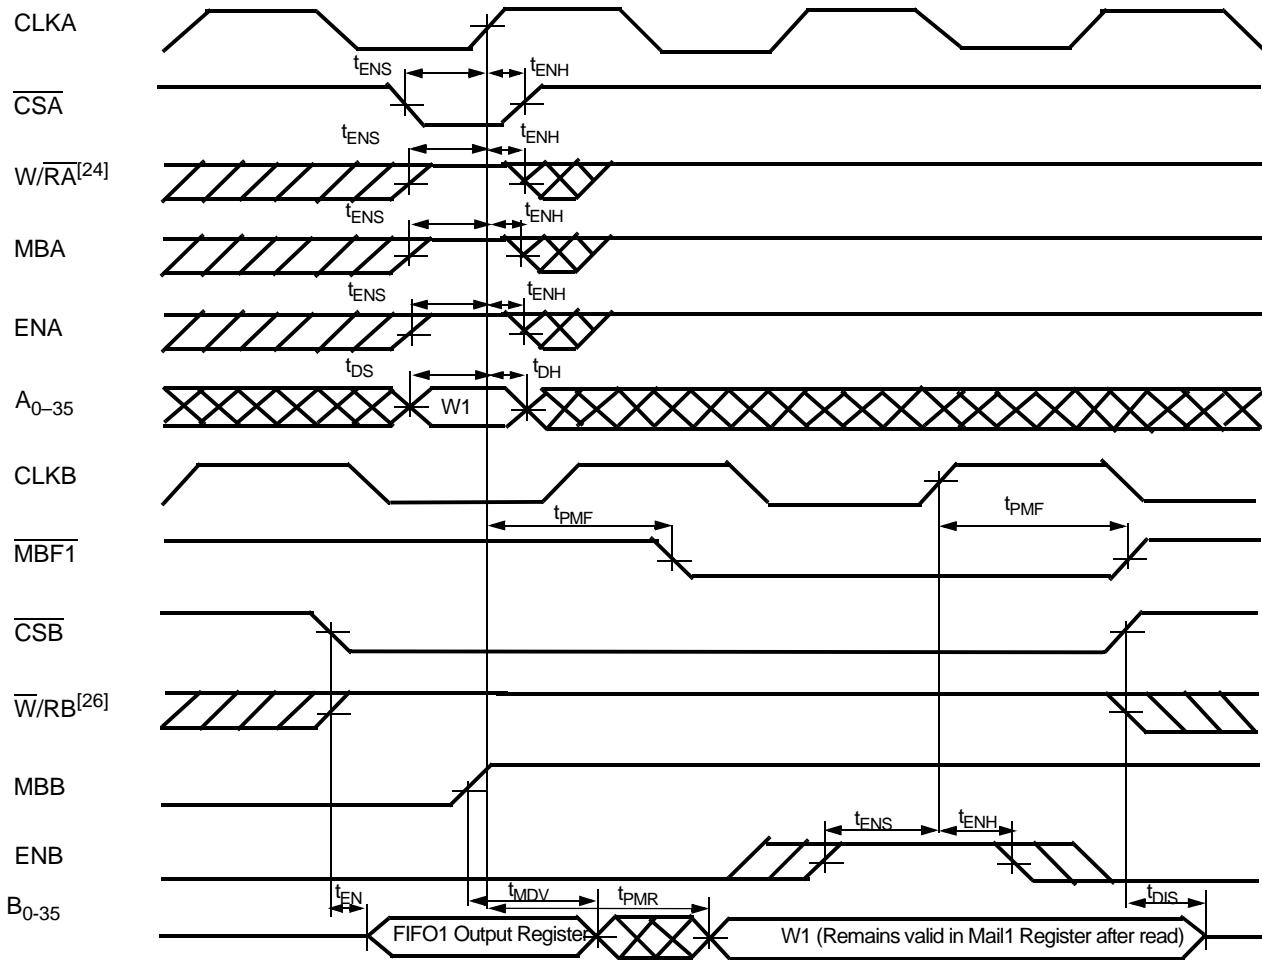 CLKA
tENS tENH
CSA
tENS tENH
W/RA[24]
tENS tENH
MBA
tENS tENH
ENA
tDS tDH
A0–35 W1
CLKB
tPMF tPMF
MBF1
CSB
W/RB[26]
MBB
tENS tENH
ENB
tEN tMDV tPMR tDIS
B0-35
FIFO1 Output Register W1 (Remains valid in Mail1 Register after read)